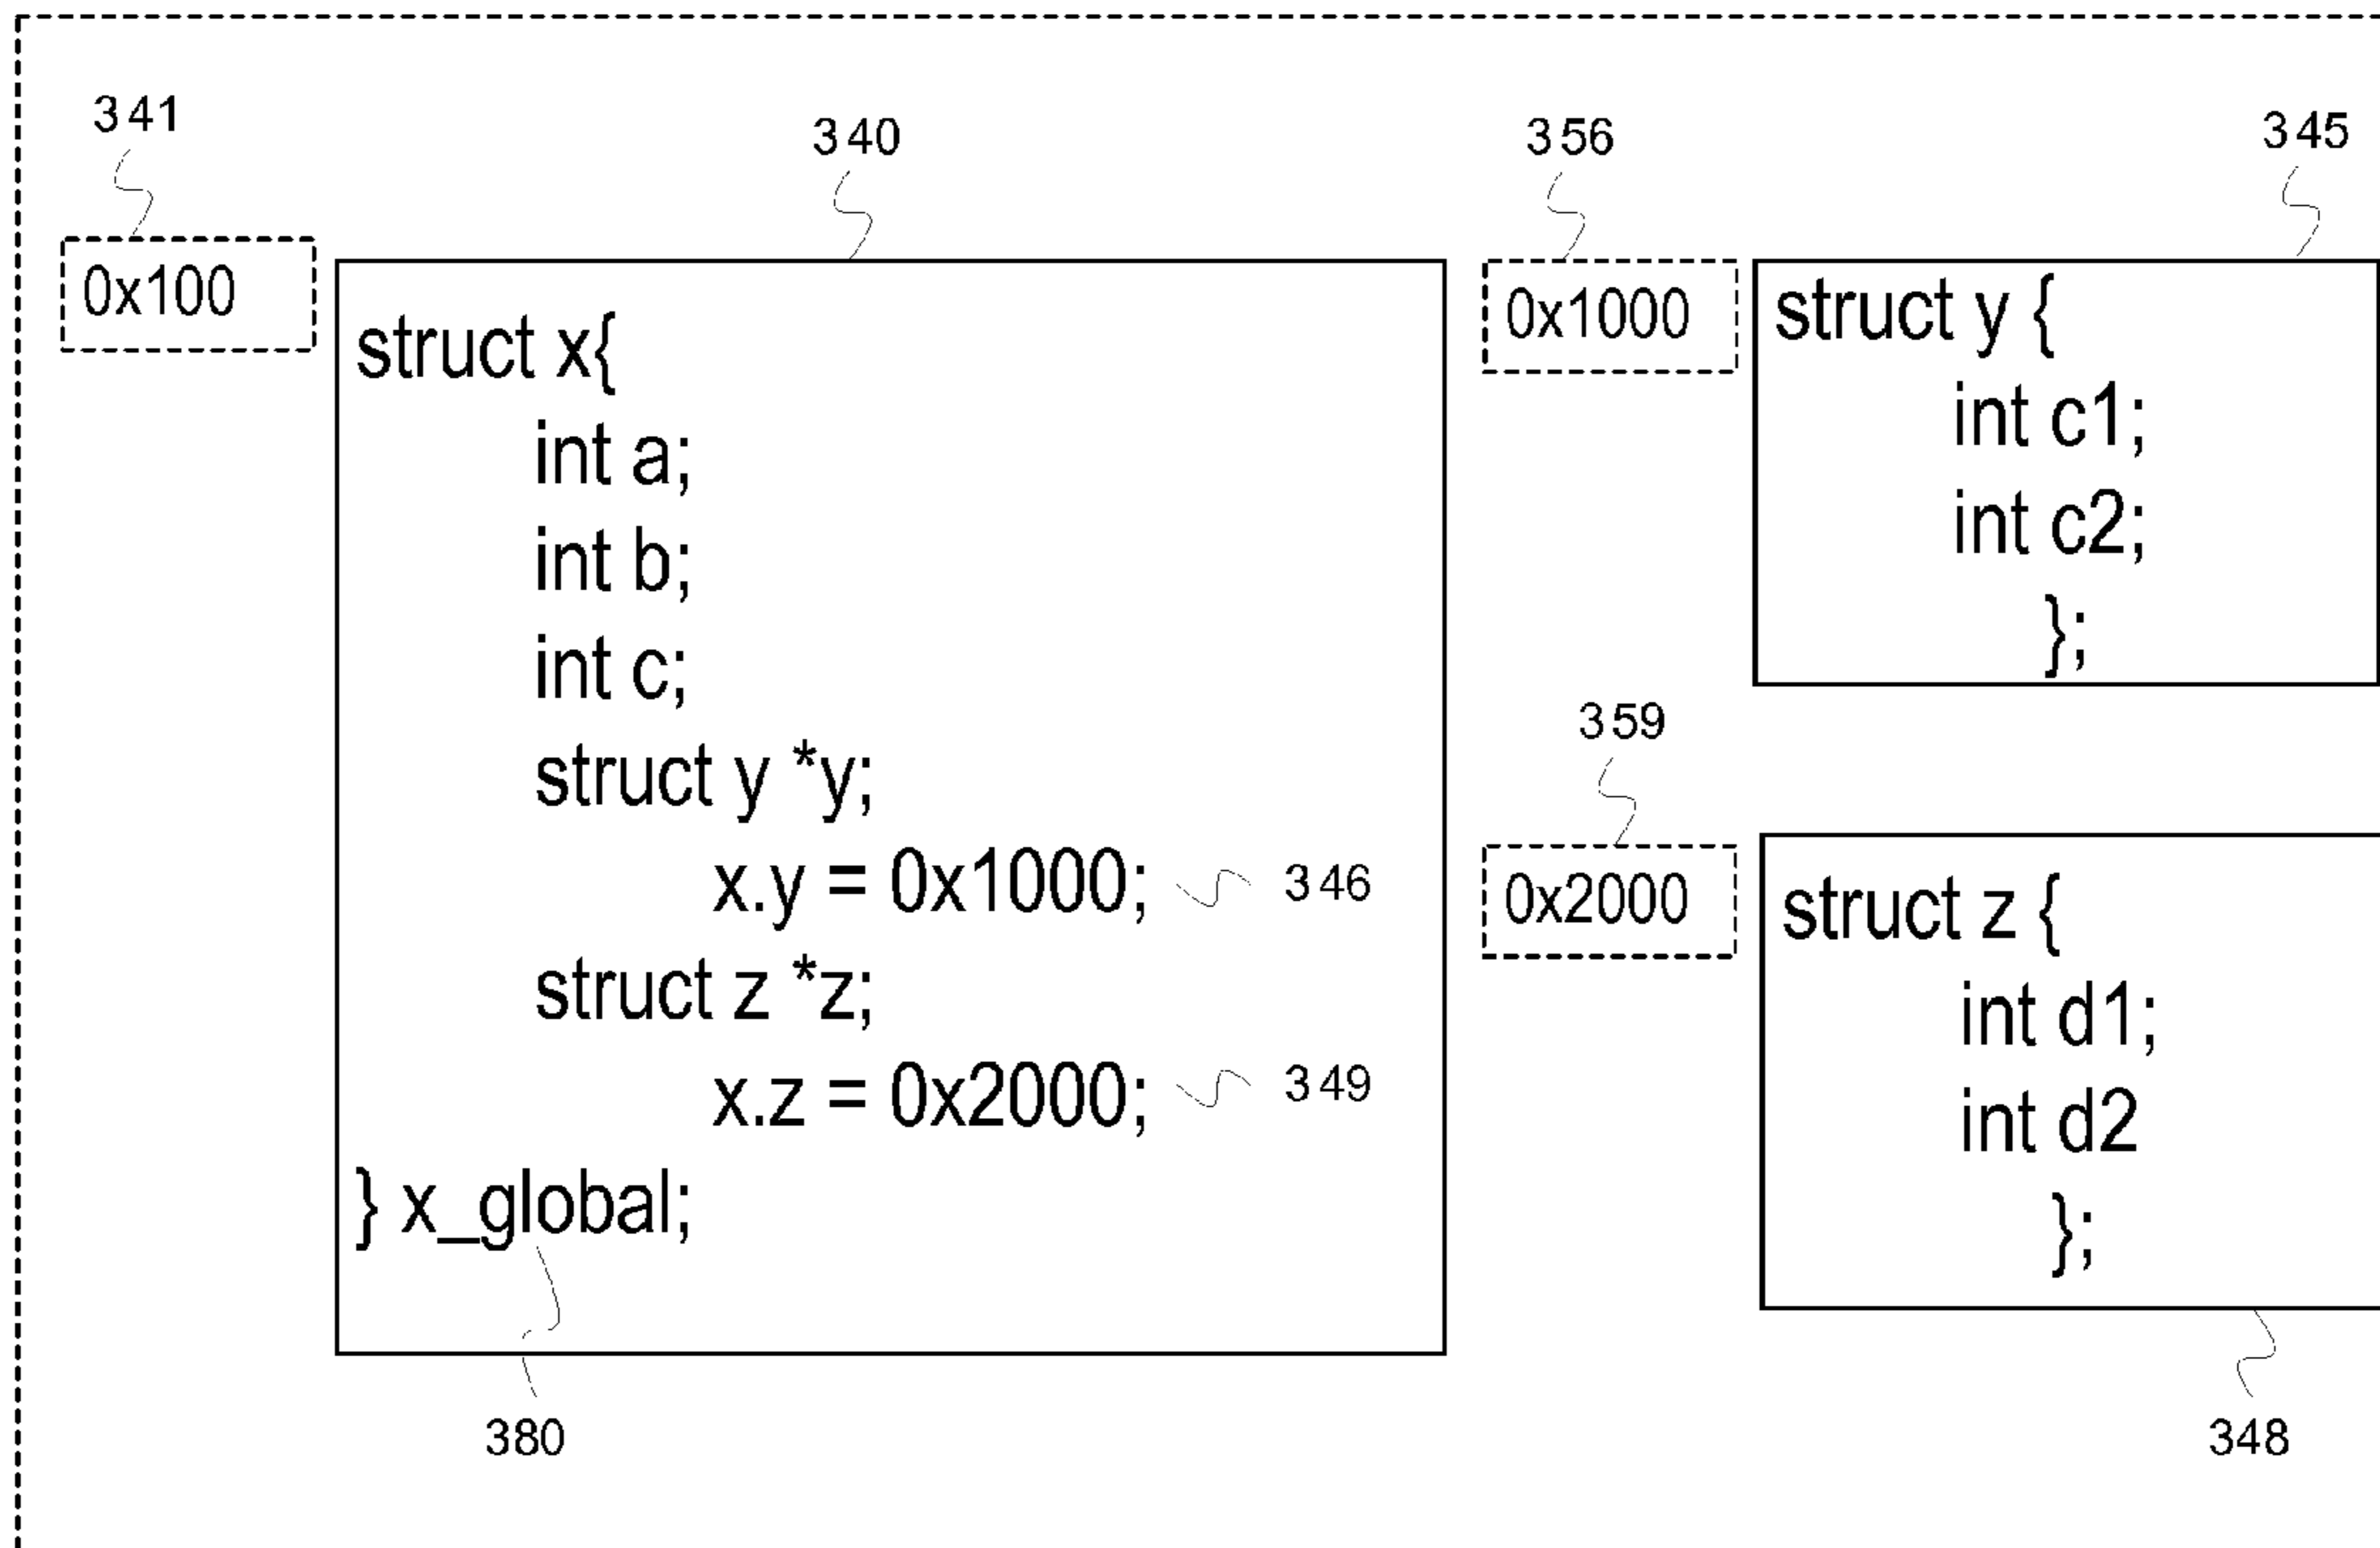 341
340
356
345
0x100
struct x{
int a;
int b;
int c;
struct y *y;
x.y = 0x1000; 346
struct z *z;
x.z = 0x2000; 349
} x_global;
380
0x1000
struct y {
int c1;
int c2;
};
359
0x2000
struct z {
int d1;
int d2
};
348